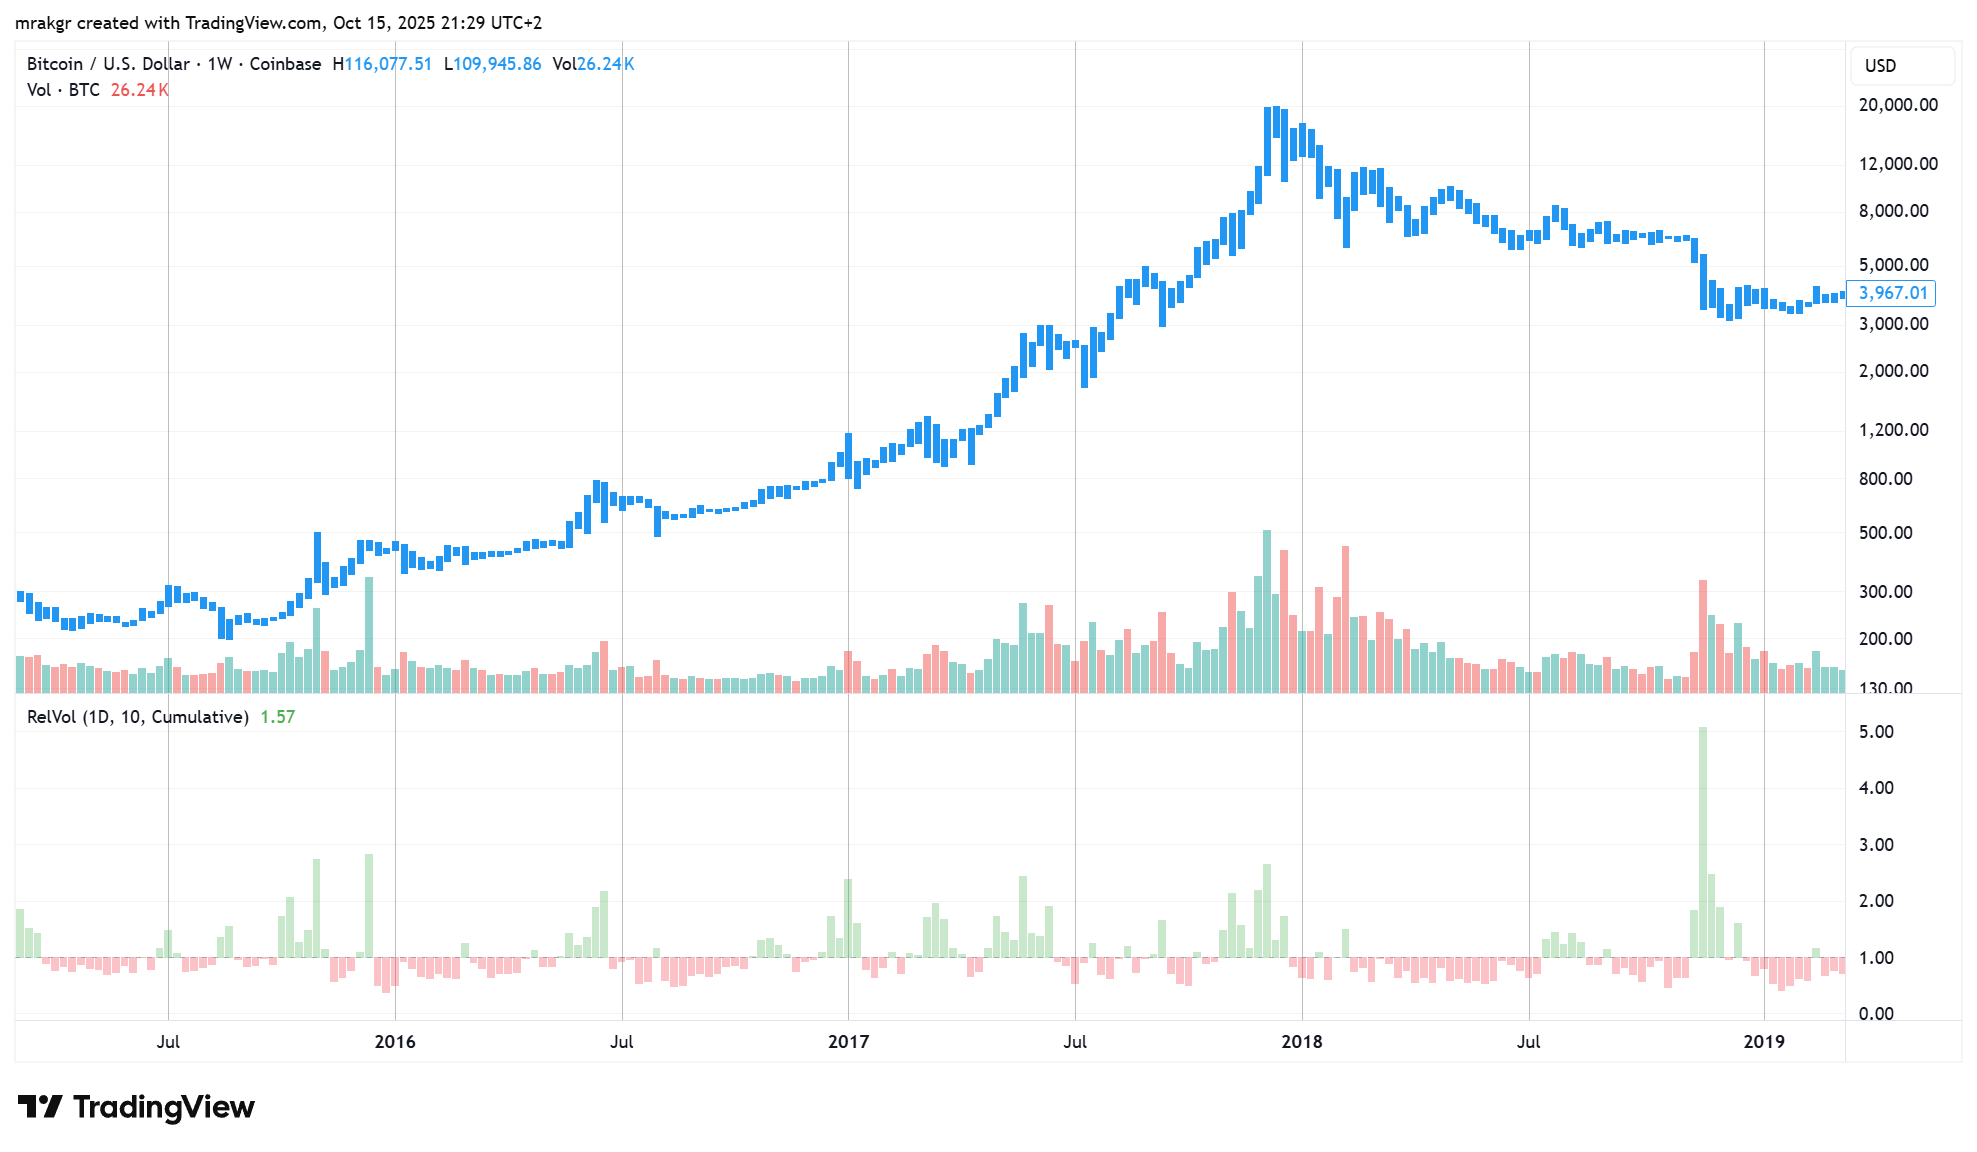 mrakgr created with TradingView.com, Oct 15, 2025 21:29 UTC+2
Bitcoin / U.S. Dollar · 1W · Coinbase H116,077.51 L109,945.86 Vol26.24K
Vol · BTC 26.24K
USD
20,000.00
12,000.00
8,000.00
5,000.00
3,967.01
3,000.00
2,000.00
1,200.00
800.00
500.00
300.00
200.00
130.00
RelVol (1D, 10, Cumulative) 1.57
5.00
4.00
3.00
2.00
1.00
0.00
Jul 2016 Jul 2017 Jul 2018 Jul 2019
TradingView